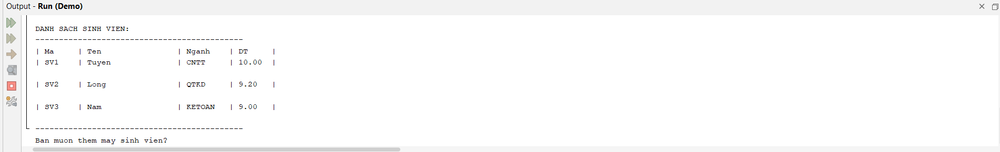 Output - Run (Demo)
DANH SACH SINH VIEN:
--------------------------------------------
| Ma | Ten | Nganh | DT |
| SV1 | Tuyen | CNTT | 10.00 |
| SV2 | Long | QTKD | 9.20 |
| SV3 | Nam | KETOAN | 9.00 |
--------------------------------------------
Ban muon them may sinh vien?